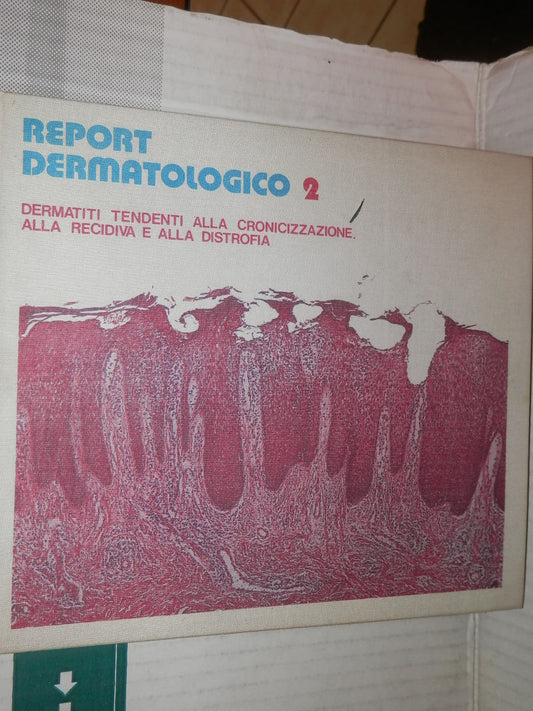 REPORT
DERMATOLOGICO 2
DERMATITI TENDENTI ALLA CRONICIZZAZIONE.
ALLA RECIDIVA E ALLA DISTROFIA